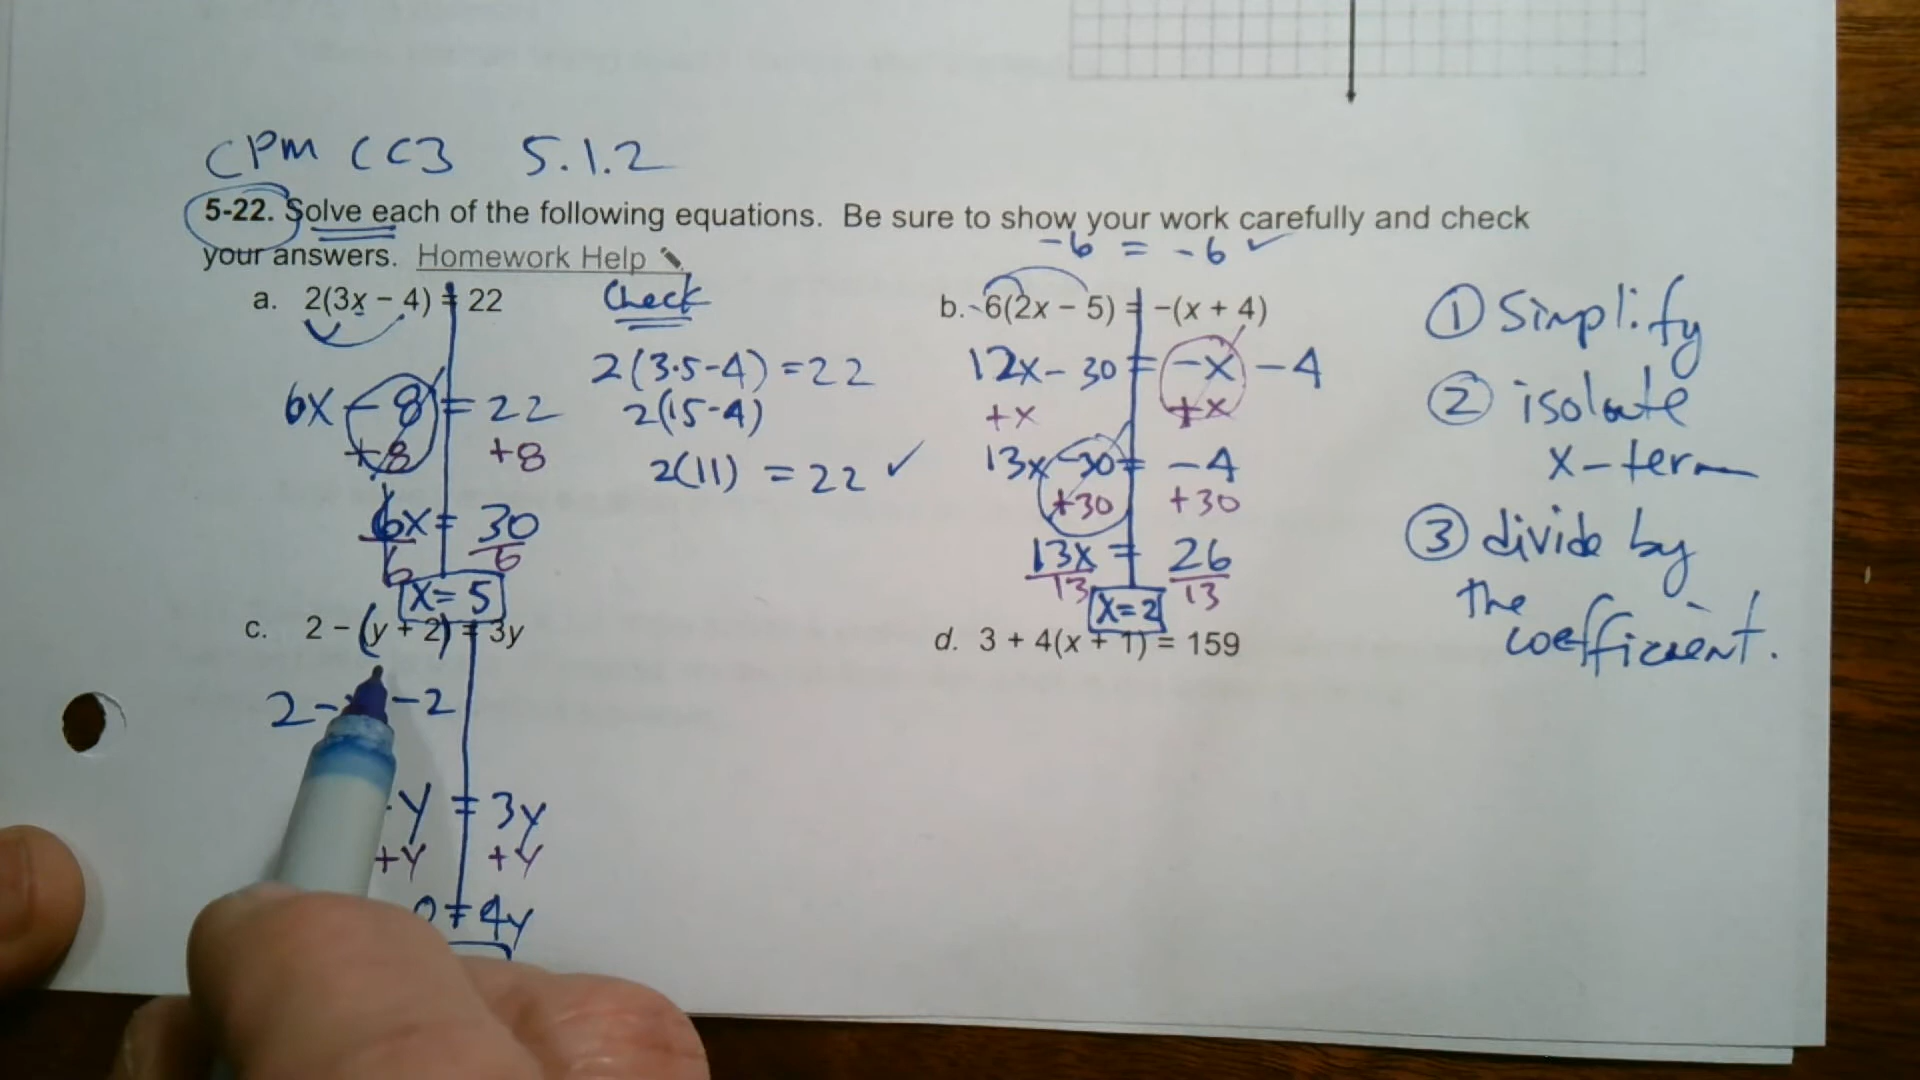 CPM CC3 5.1.2
5-22. Solve each of the following equations. Be sure to show your work carefully and check
your answers. Homework Help
-6 = -6 ✓
a. 2(3x − 4) = 22
6x - 8 = 22
+8 +8
6x = 30
6 6
x = 5
Check
2(3·5-4) = 22
2(15-4)
2(11) = 22 ✓
b. 6(2x − 5) = −(x + 4)
12x - 30 = -x - 4
+x +x
13x - 30 = -4
+30 +30
13x = 26
13 13
x = 2
① Simplify
② isolate
x-term
③ divide by
the
coefficient.
c. 2 − (y + 2) = 3y
2 - -2
-y = 3y
+y +y
0 = 4y
d. 3 + 4(x + 1) = 159